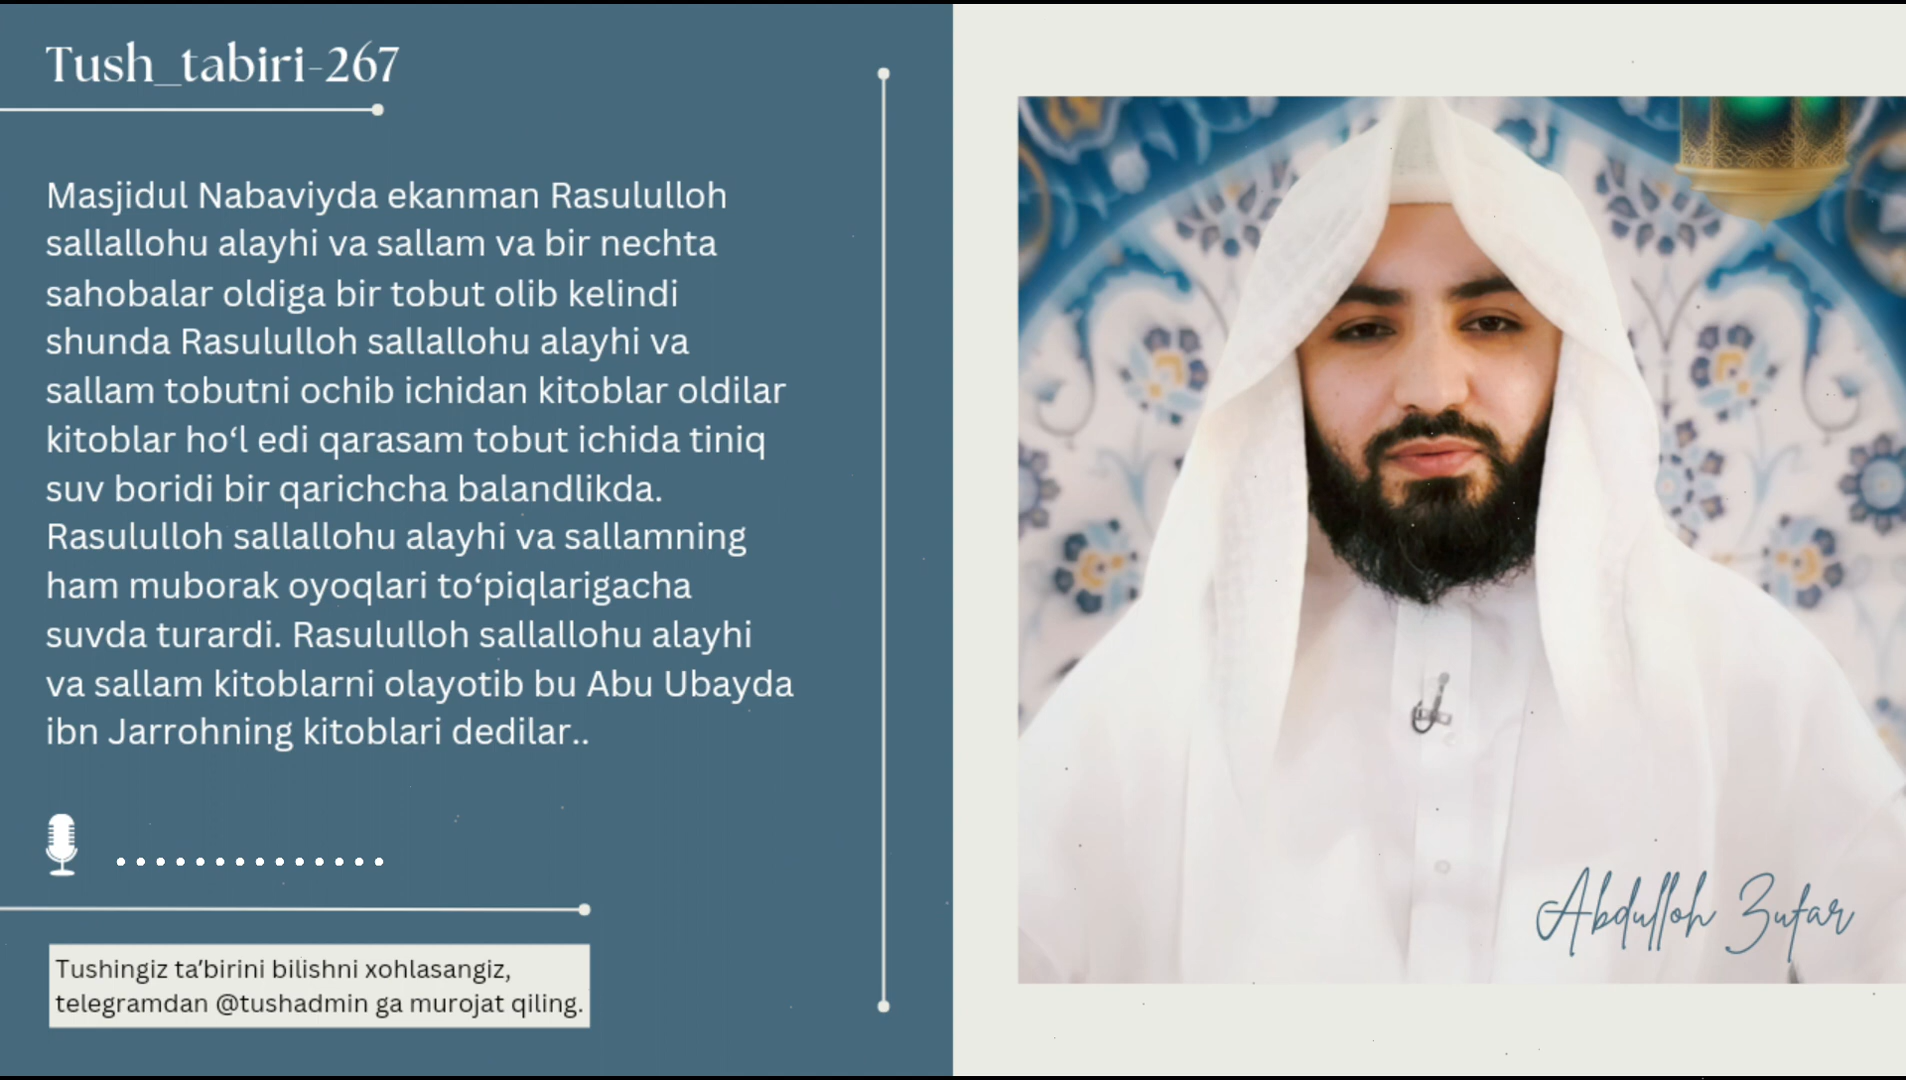 Tush_tabiri-267
Masjidul Nabaviyda ekanman Rasululloh
sallallohu alayhi va sallam va bir nechta
sahobalar oldiga bir tobut olib kelindi
shunda Rasululloh sallallohu alayhi va
sallam tobutni ochib ichidan kitoblar oldilar
kitoblar ho‘l edi qarasam tobut ichida tiniq
suv boridi bir qarichcha balandlikda.
Rasululloh sallallohu alayhi va sallamning
ham muborak oyoqlari to‘piqlarigacha
suvda turardi. Rasululloh sallallohu alayhi
va sallam kitoblarni olayotib bu Abu Ubayda
ibn Jarrohning kitoblari dedilar..
Tushingiz ta’birini bilishni xohlasangiz,
telegramdan @tushadmin ga murojat qiling.
Abdulloh Zufar